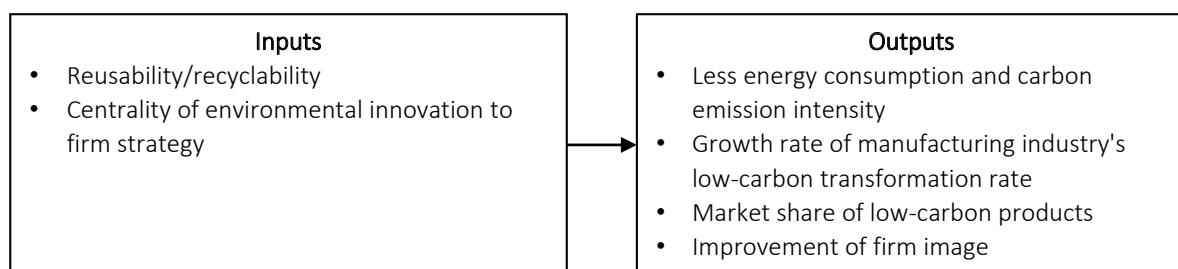 Inputs
• Reusability/recyclability
• Centrality of environmental innovation to
firm strategy
Outputs
• Less energy consumption and carbon
emission intensity
• Growth rate of manufacturing industry's
low-carbon transformation rate
• Market share of low-carbon products
• Improvement of firm image